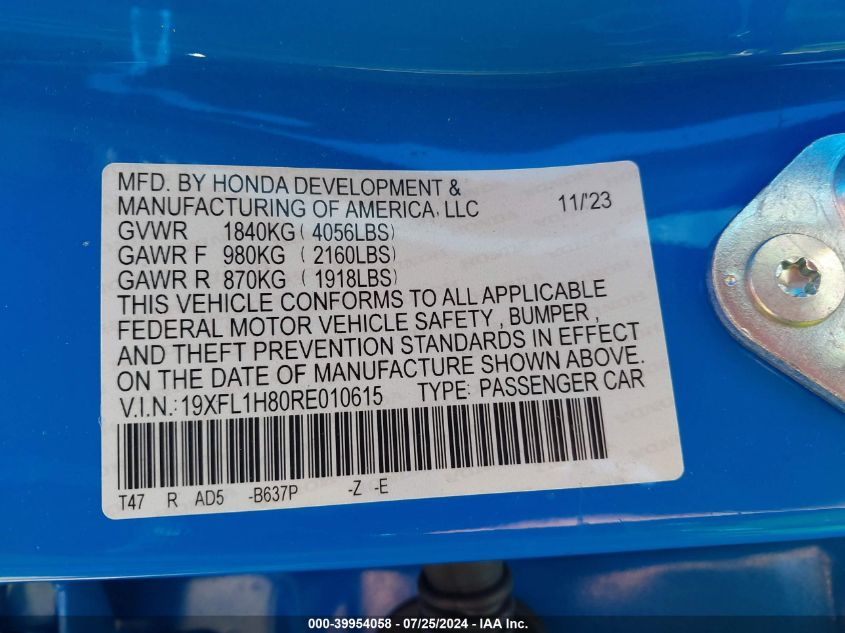 MFD. BY HONDA DEVELOPMENT &
MANUFACTURING OF AMERICA, LLC 11/'23
GVWR 1840KG ( 4056LBS)
GAWR F 980KG ( 2160LBS)
GAWR R 870KG ( 1918LBS)
THIS VEHICLE CONFORMS TO ALL APPLICABLE
FEDERAL MOTOR VEHICLE SAFETY , BUMPER ,
AND THEFT PREVENTION STANDARDS IN EFFECT
ON THE DATE OF MANUFACTURE SHOWN ABOVE.
V.I.N.:19XFL1H80RE010615 TYPE: PASSENGER CAR
T47 R AD5 -B637P -Z -E
000-39954058 - 07/25/2024 - IAA Inc.